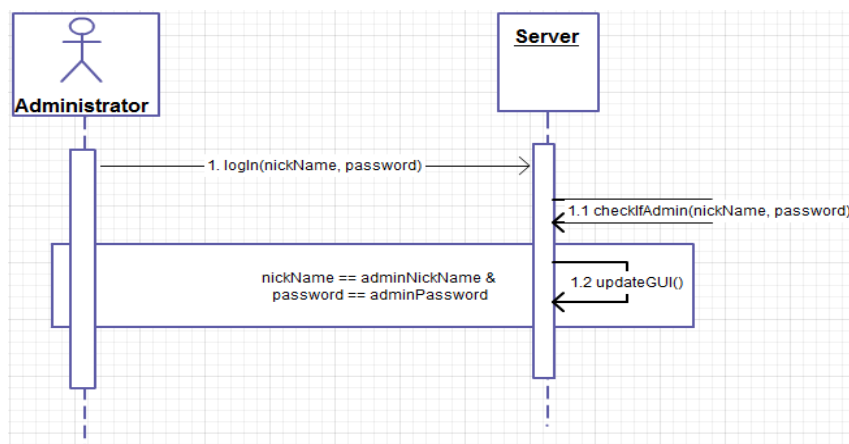 Administrator
Server
1. logIn(nickName, password)
1.1 checkIfAdmin(nickName, password)
nickName == adminNickName &
password == adminPassword
1.2 updateGUI()